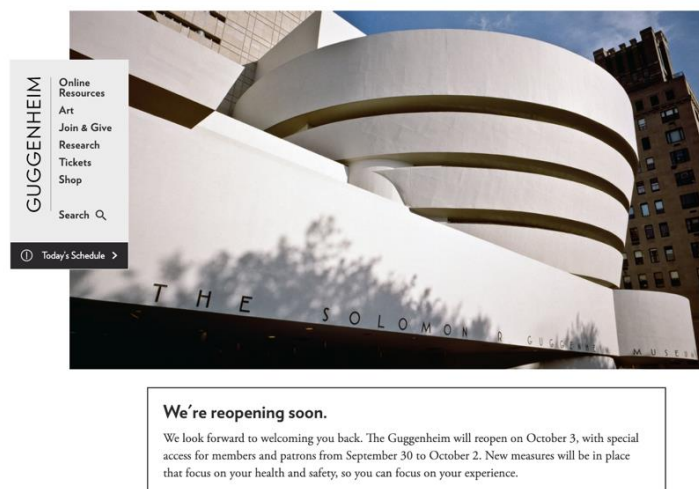 GUGGENHEIM
Online
Resources
Art
Join & Give
Research
Tickets
Shop
Search
Today's Schedule
THE SOLOMON R GUGGENHEIM MUSEUM
We're reopening soon.
We look forward to welcoming you back. The Guggenheim will reopen on October 3, with special
access for members and patrons from September 30 to October 2. New measures will be in place
that focus on your health and safety, so you can focus on your experience.